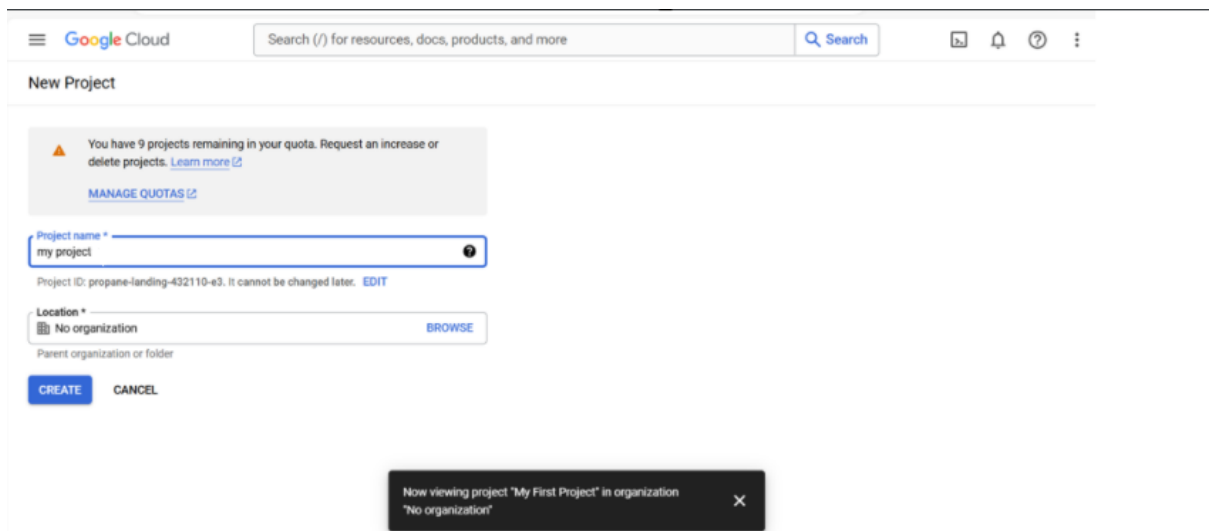 Google Cloud
Search (/) for resources, docs, products, and more
Search
New Project
You have 9 projects remaining in your quota. Request an increase or
delete projects. Learn more
MANAGE QUOTAS
Project name *
my project
Project ID: propane-landing-432110-e3. It cannot be changed later. EDIT
Location *
No organization
BROWSE
Parent organization or folder
CREATE
CANCEL
Now viewing project "My First Project" in organization
"No organization"